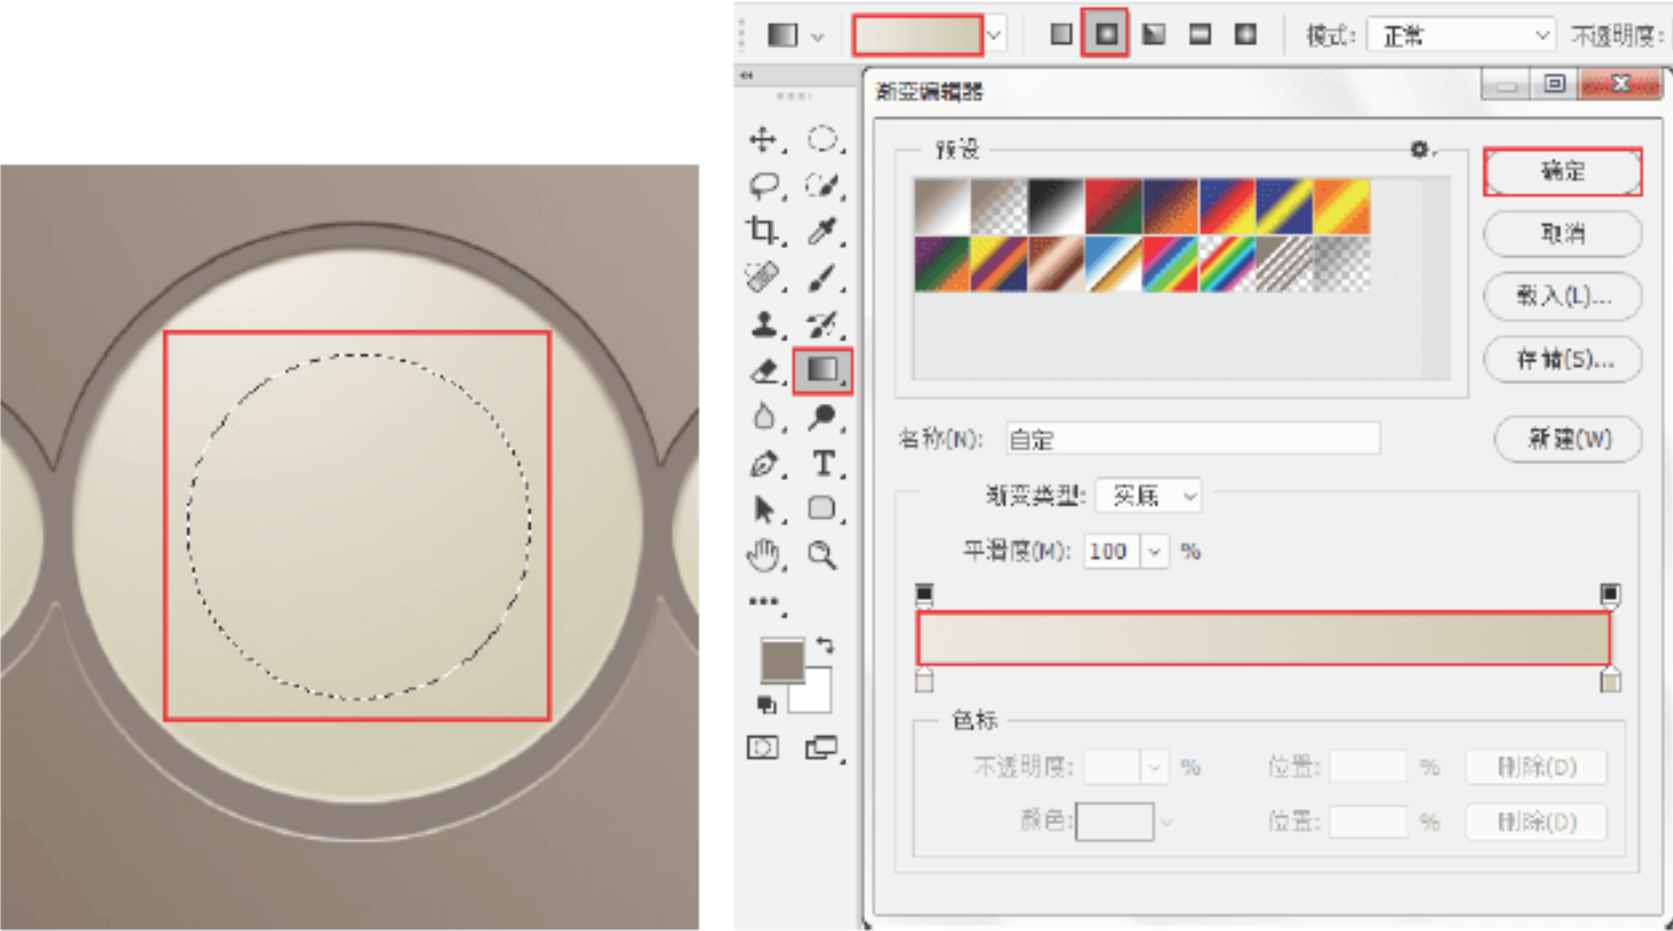 模式: 正常 不透明度:
渐变编辑器
预设
确定
取消
载入(L)...
存储(S)...
名称(N): 自定
新建(W)
渐变类型: 实底
平滑度(M): 100 %
色标
不透明度: % 位置: % 删除(D)
颜色: 位置: % 删除(D)